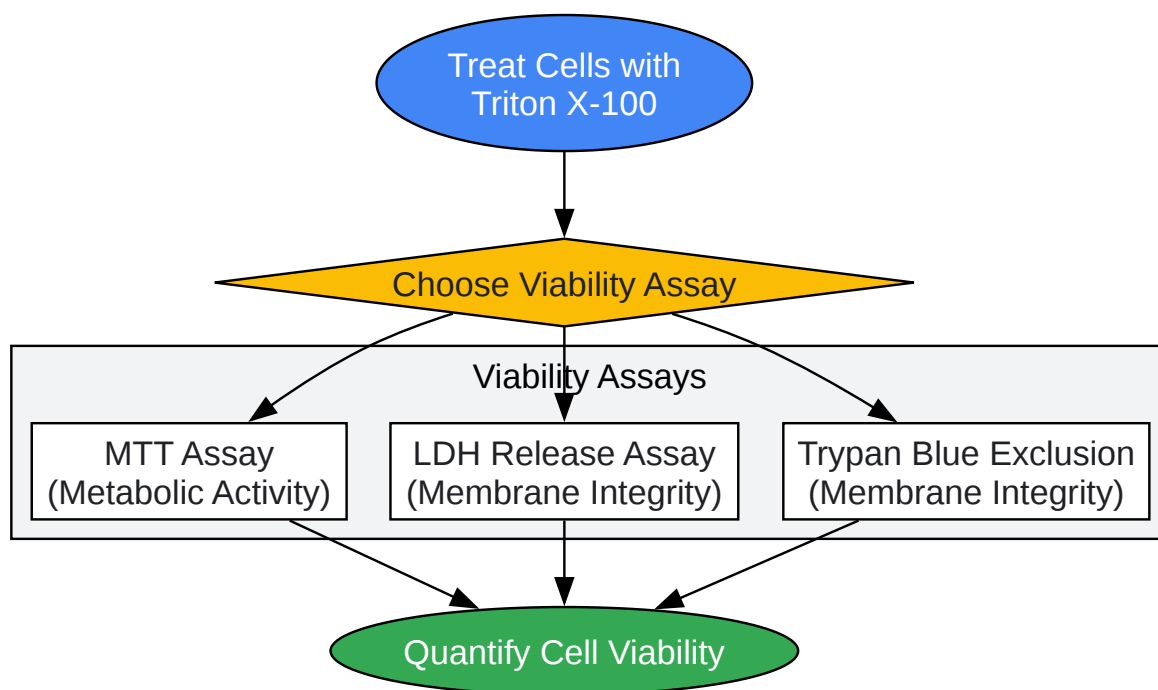 Treat Cells with
Triton X-100
Choose Viability Assay
Viability Assays
MTT Assay
(Metabolic Activity)
LDH Release Assay
(Membrane Integrity)
Trypan Blue Exclusion
(Membrane Integrity)
Quantify Cell Viability